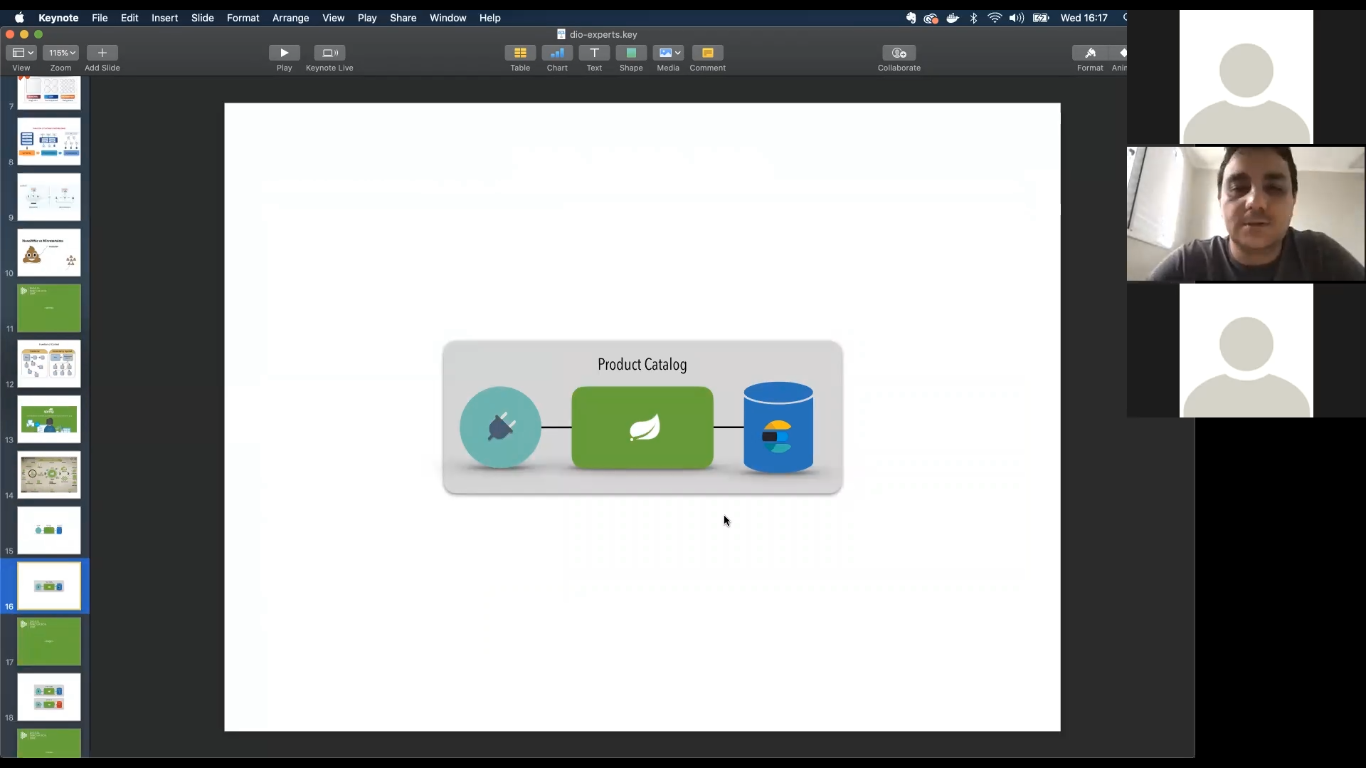 Keynote File Edit Insert Slide Format Arrange View Play Share Window Help
Wed 16:17
dio-experts.key
115%
View Zoom Add Slide Play Keynote Live Table Chart Text Shape Media Comment Collaborate Format
7
8
9
10
11
12
13
14
15
16
17
18
Product Catalog